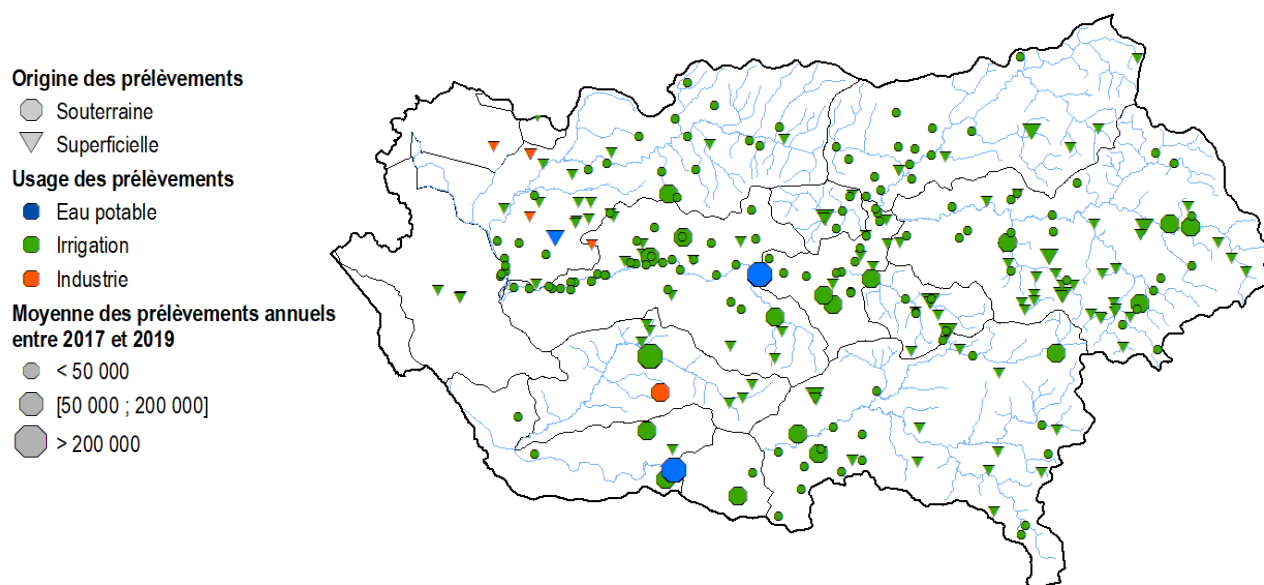 Origine des prélèvements
Souterraine
Superficielle
Usage des prélèvements
Eau potable
Irrigation
Industrie
Moyenne des prélèvements annuels
entre 2017 et 2019
< 50 000
[50 000 ; 200 000]
> 200 000